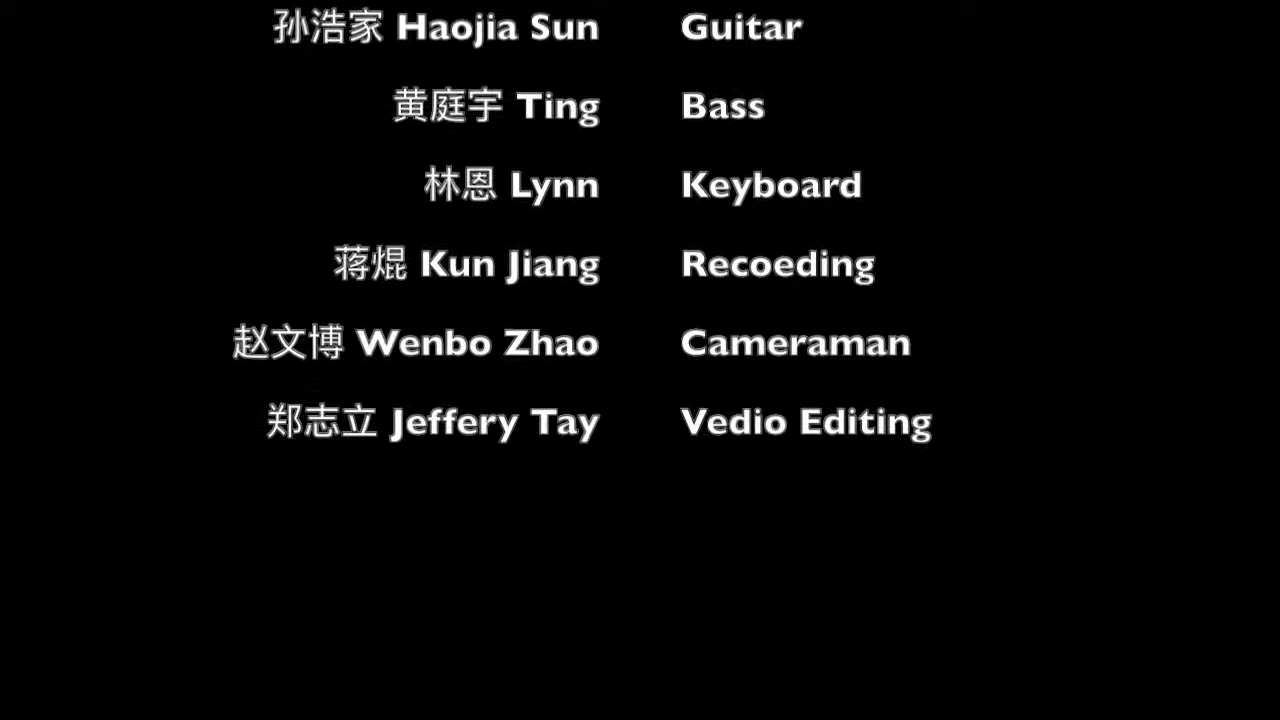 孙浩家 Haojia Sun Guitar
黄庭宇 Ting Bass
林恩 Lynn Keyboard
蒋焜 Kun Jiang Recoeding
赵文博 Wenbo Zhao Cameraman
郑志立 Jeffery Tay Vedio Editing